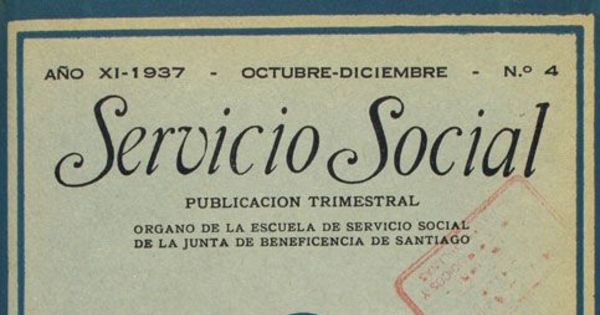 AÑO XI-1937 - OCTUBRE-DICIEMBRE - N.º 4
Servicio Social
PUBLICACION TRIMESTRAL
ORGANO DE LA ESCUELA DE SERVICIO SOCIAL
DE LA JUNTA DE BENEFICENCIA DE SANTIAGO